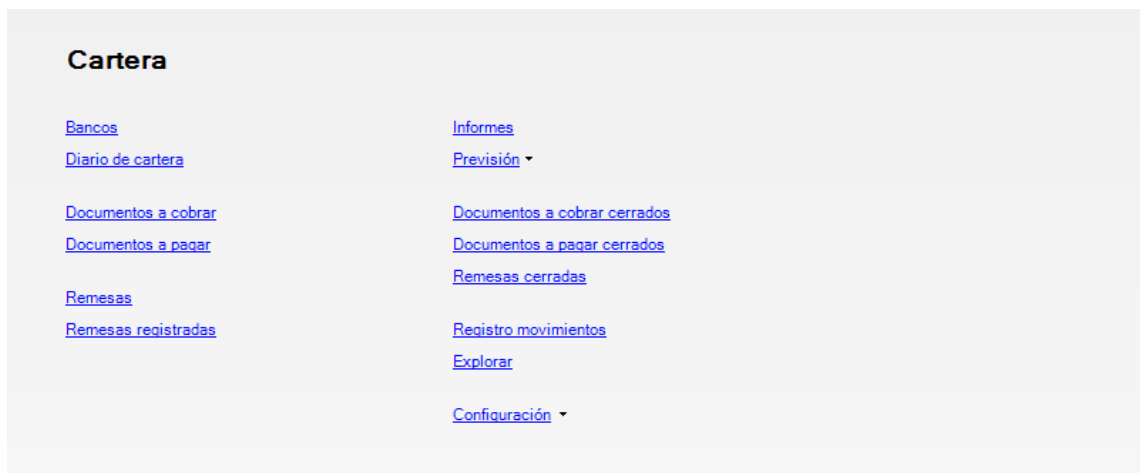 Cartera
Bancos
Diario de cartera
Documentos a cobrar
Documentos a pagar
Remesas
Remesas registradas
Informes
Previsión
Documentos a cobrar cerrados
Documentos a pagar cerrados
Remesas cerradas
Registro movimientos
Explorar
Configuración